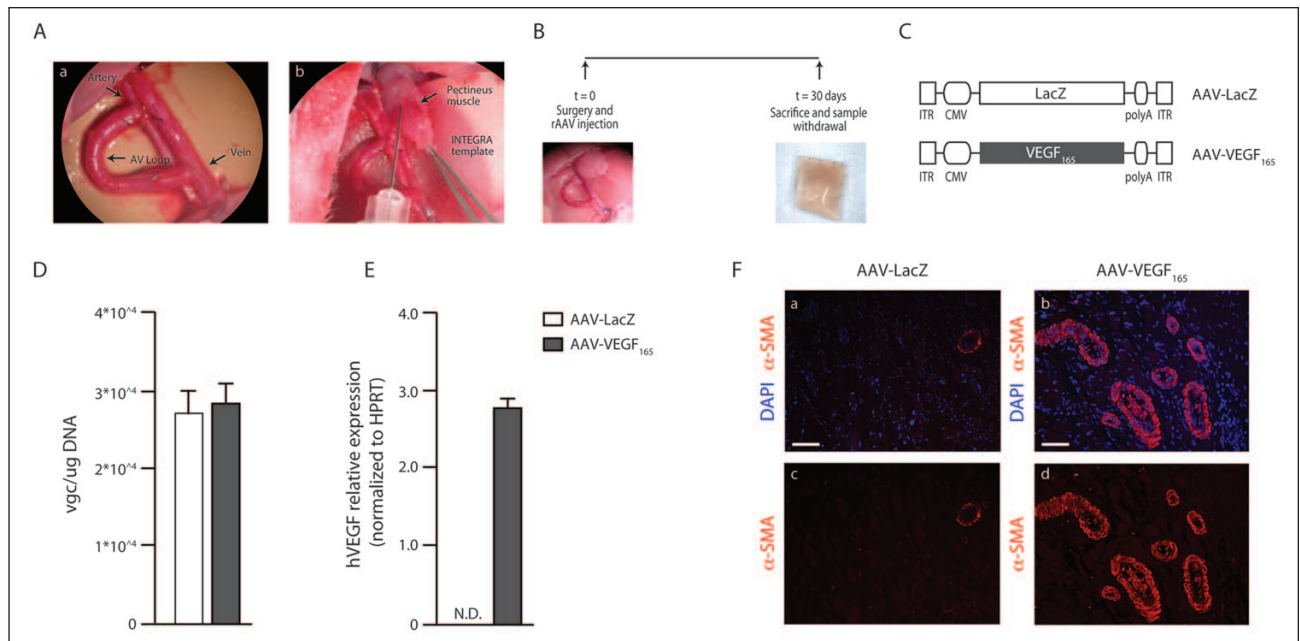 A
a
Artery
AV Loop
Vein
b
Pectineus
muscle
INTEGRA
template
B
t = 0
Surgery and
rAAV injection
t = 30 days
Sacrifice and sample
withdrawal
C
LacZ
AAV-LacZ
ITR CMV polyA ITR
VEGF₁₆₅
AAV-VEGF₁₆₅
ITR CMV polyA ITR
D
vgc/ug DNA
4*10^4
3*10^4
2*10^4
1*10^4
0
E
hVEGF relative expression
(normalized to HPRT)
4.0
3.0
2.0
1.0
0
N.D.
AAV-LacZ
AAV-VEGF₁₆₅
F
AAV-LacZ
AAV-VEGF₁₆₅
DAPI α-SMA
a
DAPI α-SMA
b
α-SMA
c
α-SMA
d